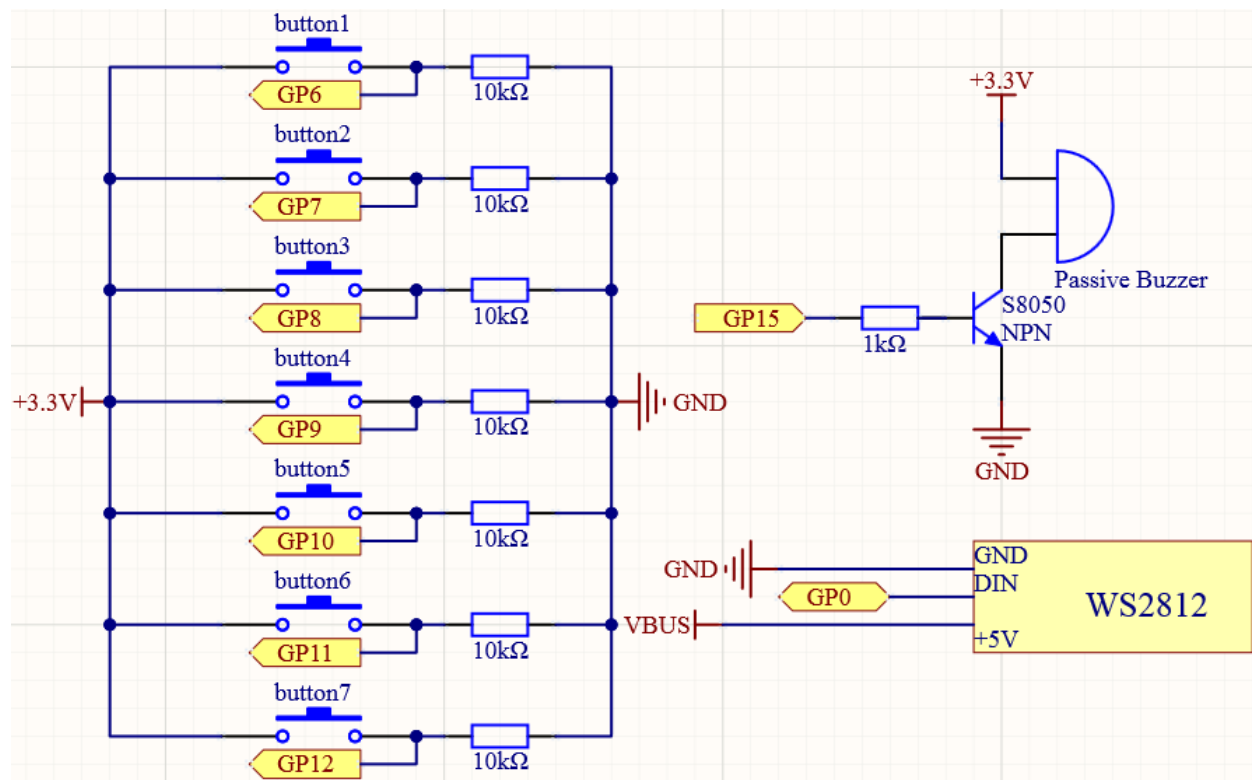 button1
GP6
10kΩ
button2
GP7
10kΩ
button3
GP8
10kΩ
button4
+3.3V
GP9
10kΩ
GND
button5
GP10
10kΩ
button6
GP11
10kΩ
button7
GP12
10kΩ
+3.3V
Passive Buzzer
S8050
NPN
GP15
1kΩ
GND
GND
GP0
VBUS
GND
DIN
+5V
WS2812